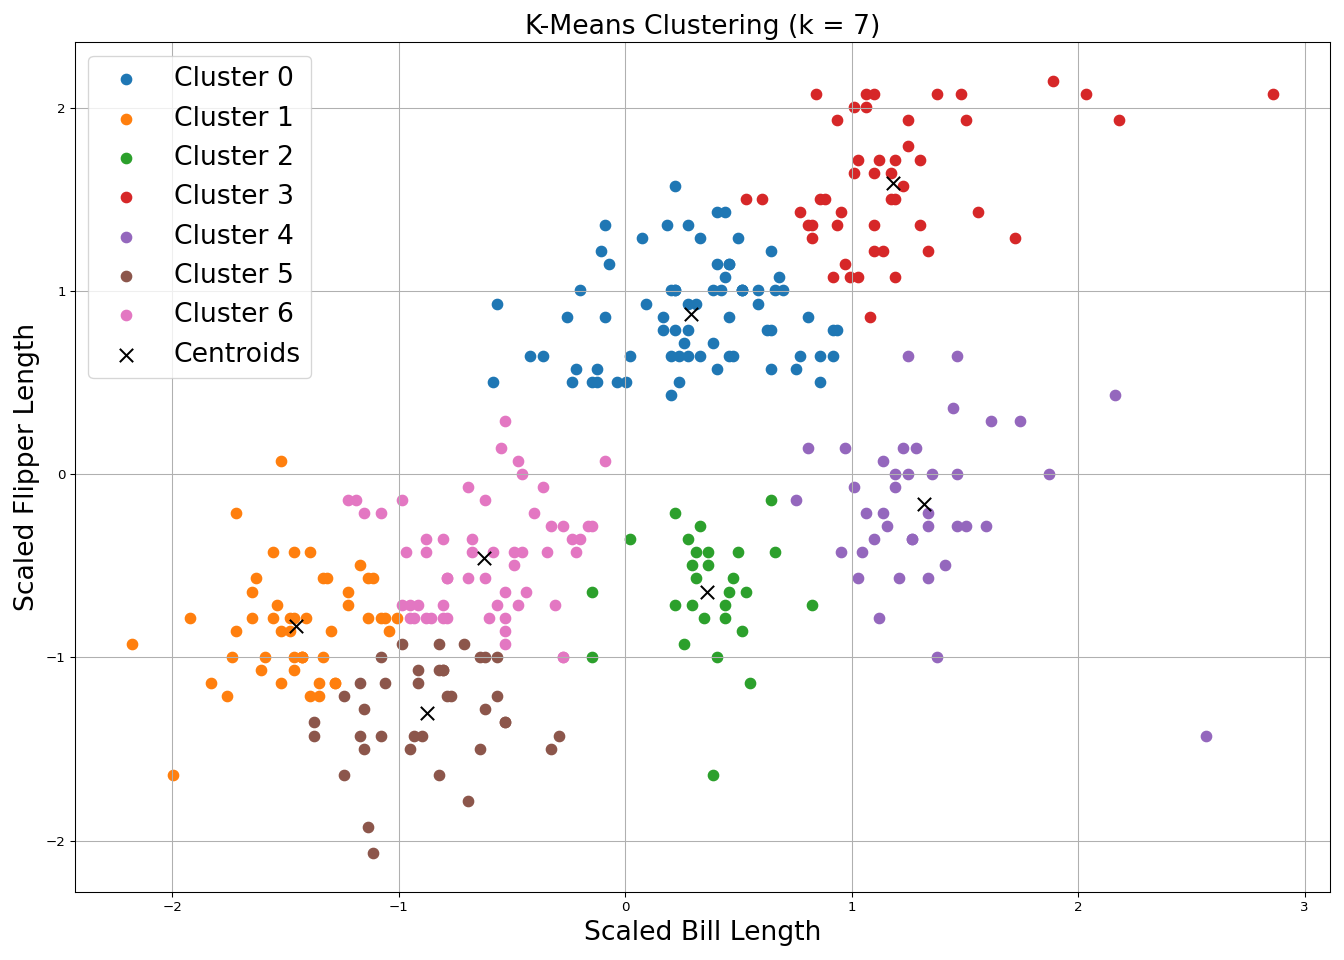 K-Means Clustering (k = 7)
Cluster 0
Cluster 1
Cluster 2
Cluster 3
Cluster 4
Cluster 5
Cluster 6
Centroids
Scaled Flipper Length
2
1
0
−1
−2
−2 −1 0 1 2 3
Scaled Bill Length